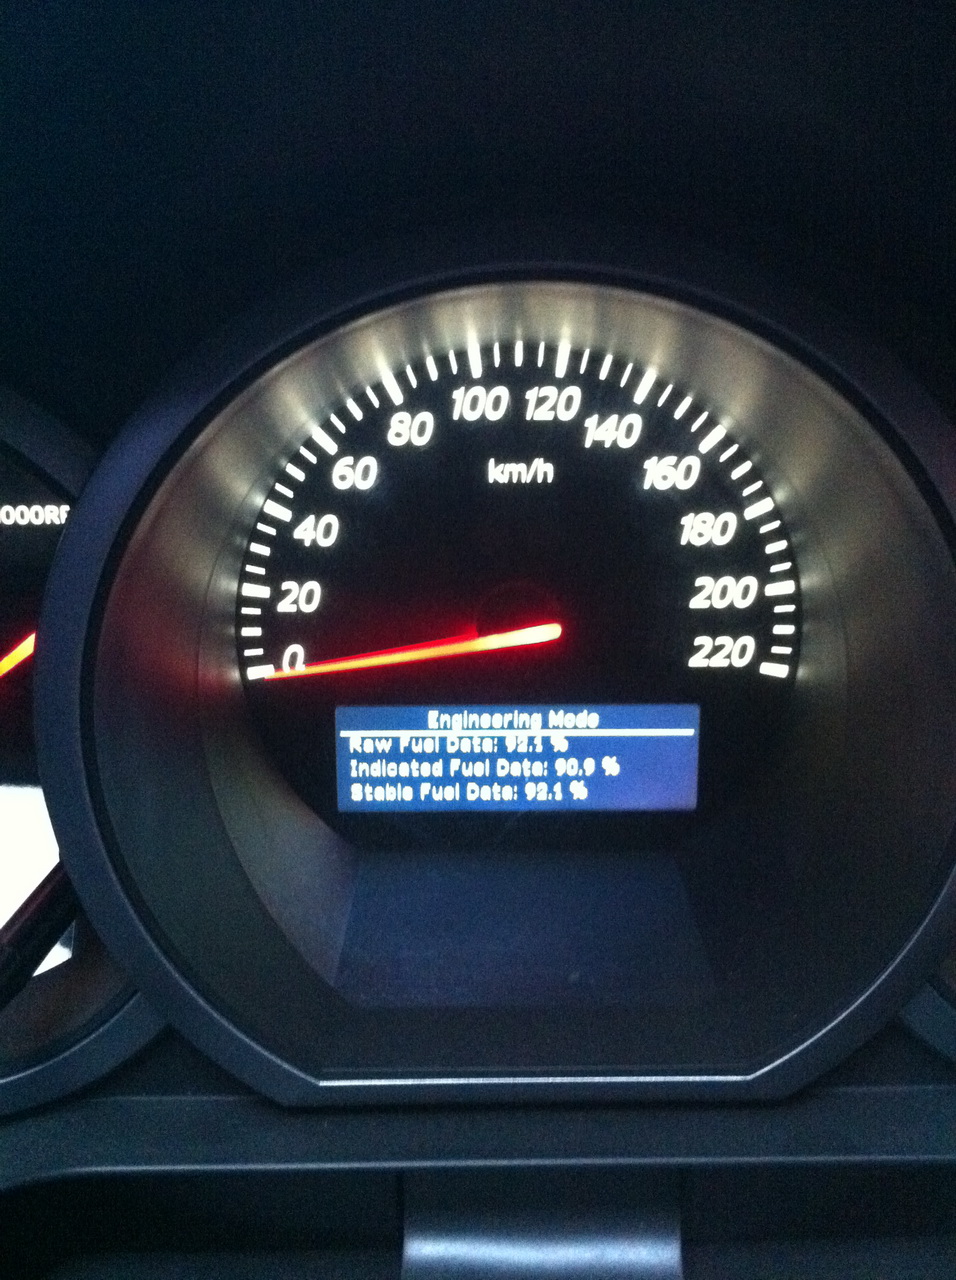 000RP
0
20
40
60
80
100
120
140
160
180
200
220
km/h
Engineering Mode
Raw Fuel Data: 92.1 %
Indicated Fuel Data: 90.9 %
Stable Fuel Data: 92.1 %